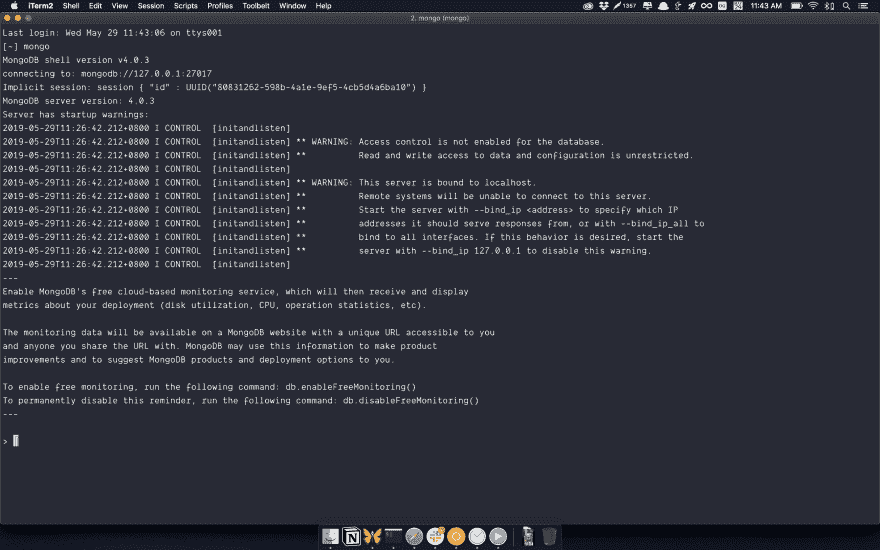 iTerm2 Shell Edit View Session Scripts Profiles Toolbelt Window Help 1357 11:43 AM
2. mongo (mongo)
Last login: Wed May 29 11:43:06 on ttys001
[~] mongo
MongoDB shell version v4.0.3
connecting to: mongodb://127.0.0.1:27017
Implicit session: session { "id" : UUID("80831262-598b-4a1e-9ef5-4cb5d4a6ba10") }
MongoDB server version: 4.0.3
Server has startup warnings:
2019-05-29T11:26:42.212+0800 I CONTROL  [initandlisten]
2019-05-29T11:26:42.212+0800 I CONTROL  [initandlisten] ** WARNING: Access control is not enabled for the database.
2019-05-29T11:26:42.212+0800 I CONTROL  [initandlisten] **          Read and write access to data and configuration is unrestricted.
2019-05-29T11:26:42.212+0800 I CONTROL  [initandlisten]
2019-05-29T11:26:42.212+0800 I CONTROL  [initandlisten] ** WARNING: This server is bound to localhost.
2019-05-29T11:26:42.212+0800 I CONTROL  [initandlisten] **          Remote systems will be unable to connect to this server.
2019-05-29T11:26:42.212+0800 I CONTROL  [initandlisten] **          Start the server with --bind_ip <address> to specify which IP
2019-05-29T11:26:42.212+0800 I CONTROL  [initandlisten] **          addresses it should serve responses from, or with --bind_ip_all to
2019-05-29T11:26:42.212+0800 I CONTROL  [initandlisten] **          bind to all interfaces. If this behavior is desired, start the
2019-05-29T11:26:42.212+0800 I CONTROL  [initandlisten] **          server with --bind_ip 127.0.0.1 to disable this warning.
2019-05-29T11:26:42.212+0800 I CONTROL  [initandlisten]
---
Enable MongoDB's free cloud-based monitoring service, which will then receive and display
metrics about your deployment (disk utilization, CPU, operation statistics, etc).
The monitoring data will be available on a MongoDB website with a unique URL accessible to you
and anyone you share the URL with. MongoDB may use this information to make product
improvements and to suggest MongoDB products and deployment options to you.
To enable free monitoring, run the following command: db.enableFreeMonitoring()
To permanently disable this reminder, run the following command: db.disableFreeMonitoring()
---
>